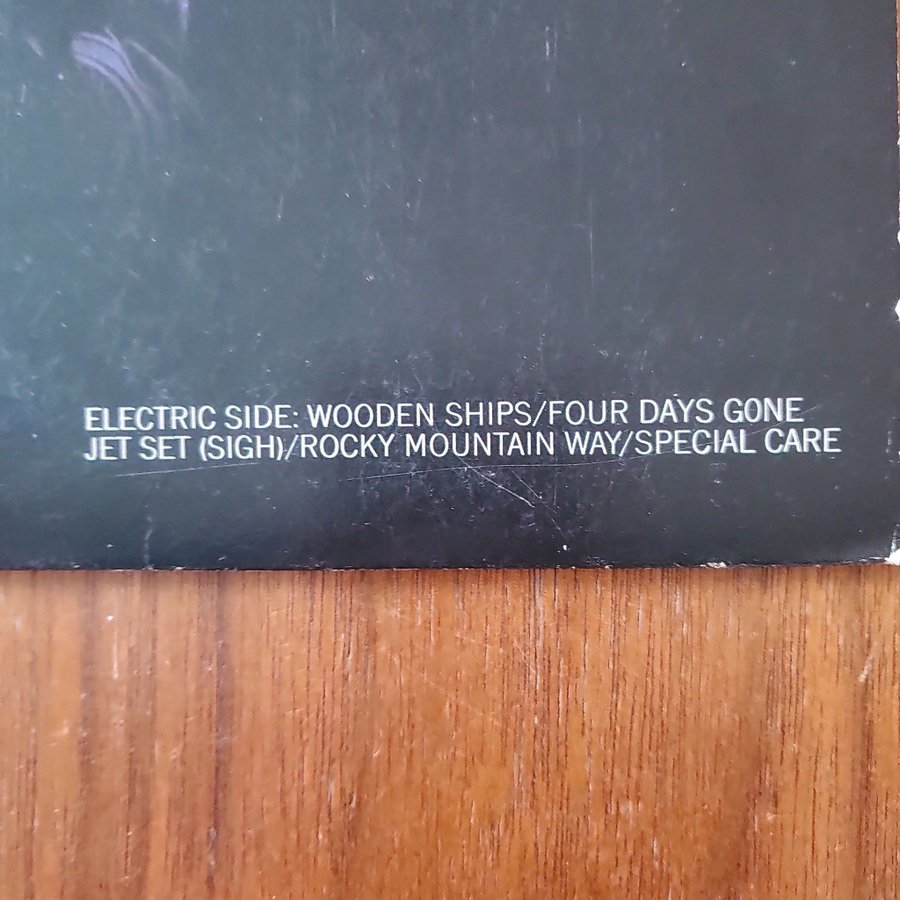 ELECTRIC SIDE: WOODEN SHIPS/FOUR DAYS GONE
JET SET (SIGH)/ROCKY MOUNTAIN WAY/SPECIAL CARE